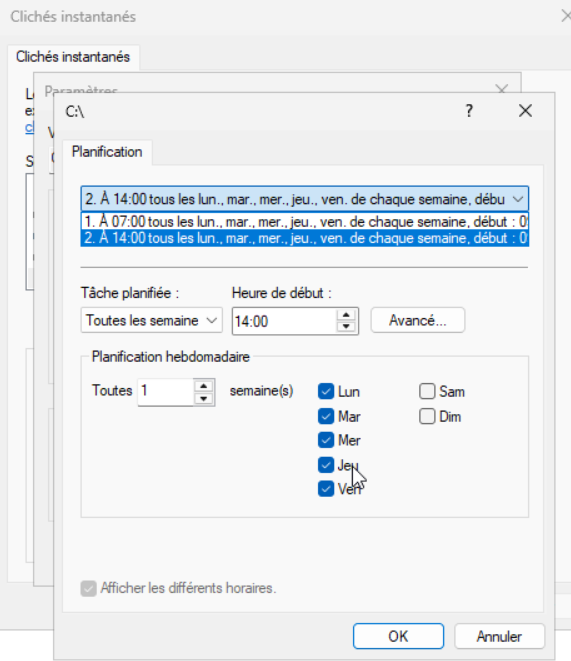 Clichés instantanés
Clichés instantanés
Paramètres
C:\
?
Planification
2. À 14:00 tous les lun., mar., mer., jeu., ven. de chaque semaine, débu
1. À 07:00 tous les lun., mar., mer., jeu., ven. de chaque semaine, début : 0
2. À 14:00 tous les lun., mar., mer., jeu., ven. de chaque semaine, début : 0
Tâche planifiée :
Heure de début :
Toutes les semaine
14:00
Avancé...
Planification hebdomadaire
Toutes
1
semaine(s)
Lun
Sam
Mar
Dim
Mer
Jeu
Ven
Afficher les différents horaires.
OK
Annuler